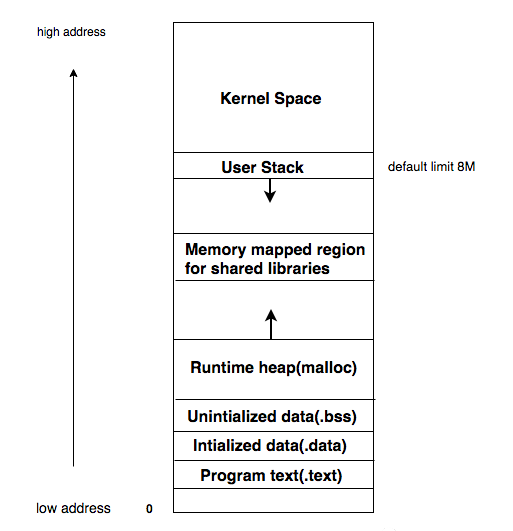 high address
Kernel Space
User Stack
default limit 8M
Memory mapped region
for shared libraries
Runtime heap(malloc)
Unintialized data(.bss)
Intialized data(.data)
Program text(.text)
low address 0